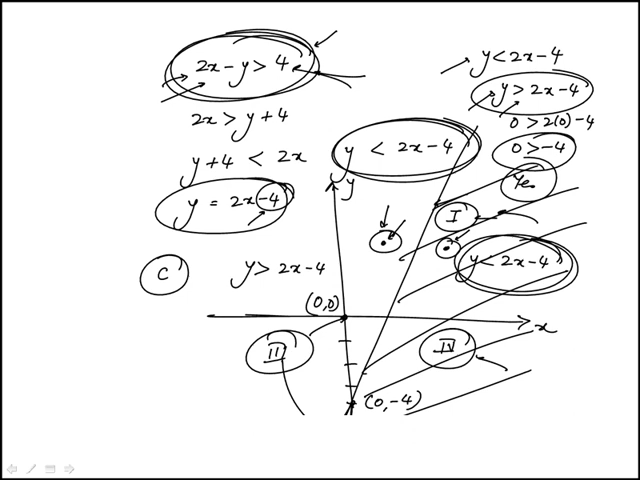 2x - y > 4
2x > y + 4
y + 4 < 2x
y = 2x - 4
C
y > 2x - 4
y < 2x - 4
y
(0,0)
x
(0,-4)
I
III
IV
y < 2x - 4
y < 2x - 4
y > 2x - 4
0 > 2(0) - 4
0 > -4
Yes